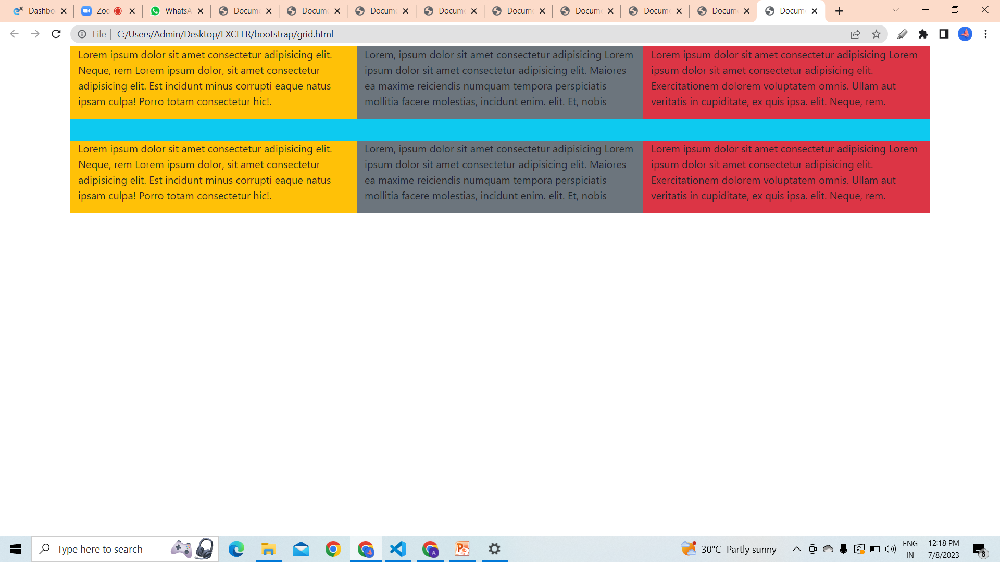 Dashbo
Zoo
WhatsA
Docume
Docume
Docume
Docume
Docume
Docume
Docume
Docume
Docum
File | C:/Users/Admin/Desktop/EXCELR/bootstrap/grid.html
Lorem ipsum dolor sit amet consectetur adipisicing elit.
Neque, rem Lorem ipsum dolor, sit amet consectetur
adipisicing elit. Est incidunt minus corrupti eaque natus
ipsam culpa! Porro totam consectetur hic!.
Lorem, ipsum dolor sit amet consectetur adipisicing Lorem
ipsum dolor sit amet consectetur adipisicing elit. Maiores
ea maxime reiciendis numquam tempora perspiciatis
mollitia facere molestias, incidunt enim. elit. Et, nobis
Lorem ipsum dolor sit amet consectetur adipisicing Lorem
ipsum dolor sit amet consectetur adipisicing elit.
Exercitationem dolorem voluptatem omnis. Ullam aut
veritatis in cupiditate, ex quis ipsa. elit. Neque, rem.
Lorem ipsum dolor sit amet consectetur adipisicing elit.
Neque, rem Lorem ipsum dolor, sit amet consectetur
adipisicing elit. Est incidunt minus corrupti eaque natus
ipsam culpa! Porro totam consectetur hic!.
Lorem, ipsum dolor sit amet consectetur adipisicing Lorem
ipsum dolor sit amet consectetur adipisicing elit. Maiores
ea maxime reiciendis numquam tempora perspiciatis
mollitia facere molestias, incidunt enim. elit. Et, nobis
Lorem ipsum dolor sit amet consectetur adipisicing Lorem
ipsum dolor sit amet consectetur adipisicing elit.
Exercitationem dolorem voluptatem omnis. Ullam aut
veritatis in cupiditate, ex quis ipsa. elit. Neque, rem.
Type here to search
30°C Partly sunny
ENG
IN
12:18 PM
7/8/2023
8